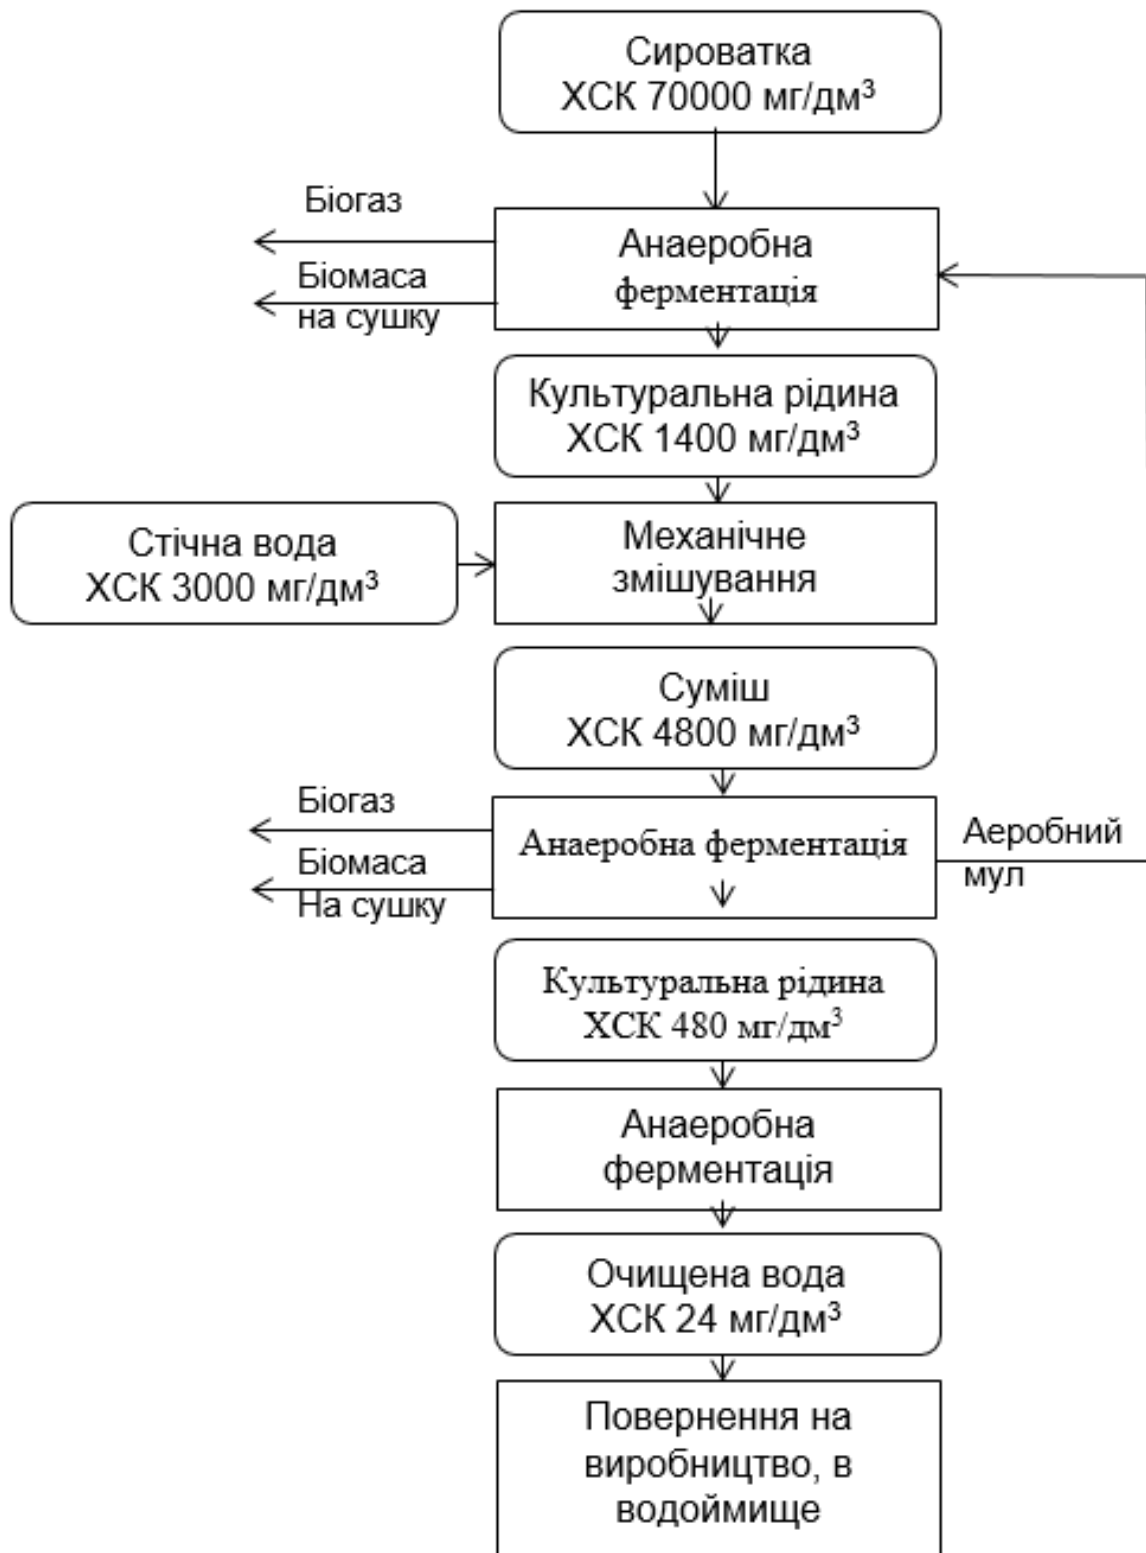 Сироватка
ХСК 70000 мг/дм³
Біогаз
Біомаса
на сушку
Анаеробна
ферментація
Культуральна рідина
ХСК 1400 мг/дм³
Стічна вода
ХСК 3000 мг/дм³
Механічне
змішування
Суміш
ХСК 4800 мг/дм³
Біогаз
Біомаса
На сушку
Анаеробна ферментація
Аеробний
мул
Культуральна рідина
ХСК 480 мг/дм³
Анаеробна
ферментація
Очищена вода
ХСК 24 мг/дм³
Повернення на
виробництво, в
водоймище